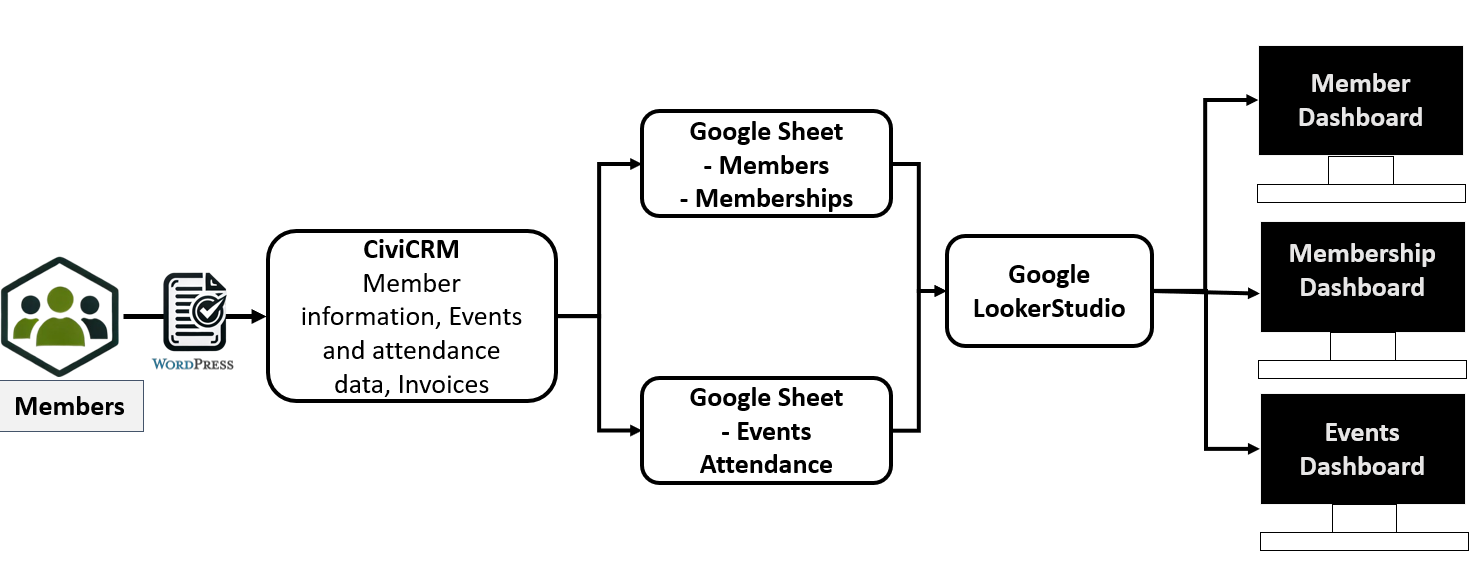 Members
WORDPRESS
CiviCRM
Member
information, Events
and attendance
data, Invoices
Google Sheet
- Members
- Memberships
Google Sheet
- Events
Attendance
Google
LookerStudio
Member
Dashboard
Membership
Dashboard
Events
Dashboard